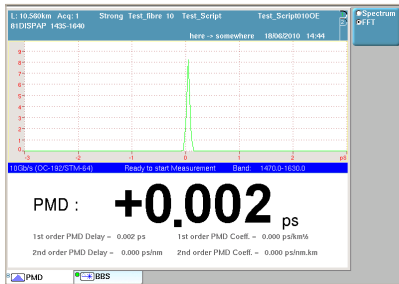 L: 10.560km Acq: 1 Strong Test_fibre 10 Test_Script Test_Script010OE
81DISPAP 1435-1640
here -> somewhere 18/06/2010 14:44
Spectrum
FFT
9
8
7
6
5
4
3
2
1
0
-3 -2 -1 0 1 2 ps
10Gb/s (OC-192/STM-64) Ready to start Measurement Band: 1470.0-1630.0
PMD : +0.002 ps
1st order PMD Delay = 0.002 ps 1st order PMD Coeff. = 0.000 ps/km½
2nd order PMD Delay = 0.000 ps/nm 2nd order PMD Coeff. = 0.000 ps/nm.km
PMD BBS